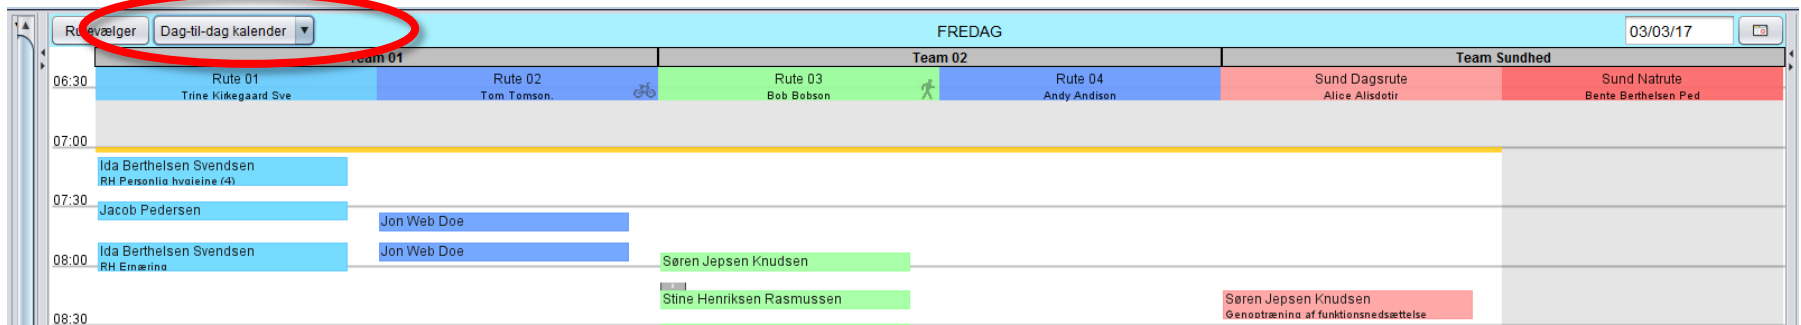 Rutevælger Dag-til-dag kalender FREDAG 03/03/17
Team 01 Team 02 Team Sundhed
06:30 Rute 01 Rute 02 Rute 03 Rute 04 Sund Dagsrute Sund Natrute
Trine Kirkegaard Sve Tom Tomson. Bob Bobson Andy Andison Alice Alisdotir Bente Berthelsen Ped
07:00
Ida Berthelsen Svendsen
RH Personlig hygiejne (4)
07:30
Jacob Pedersen
Jon Web Doe
Ida Berthelsen Svendsen Jon Web Doe
08:00 RH Ernæring Søren Jepsen Knudsen
Stine Henriksen Rasmussen Søren Jepsen Knudsen
Genoptræning af funktionsnedsættelse
08:30